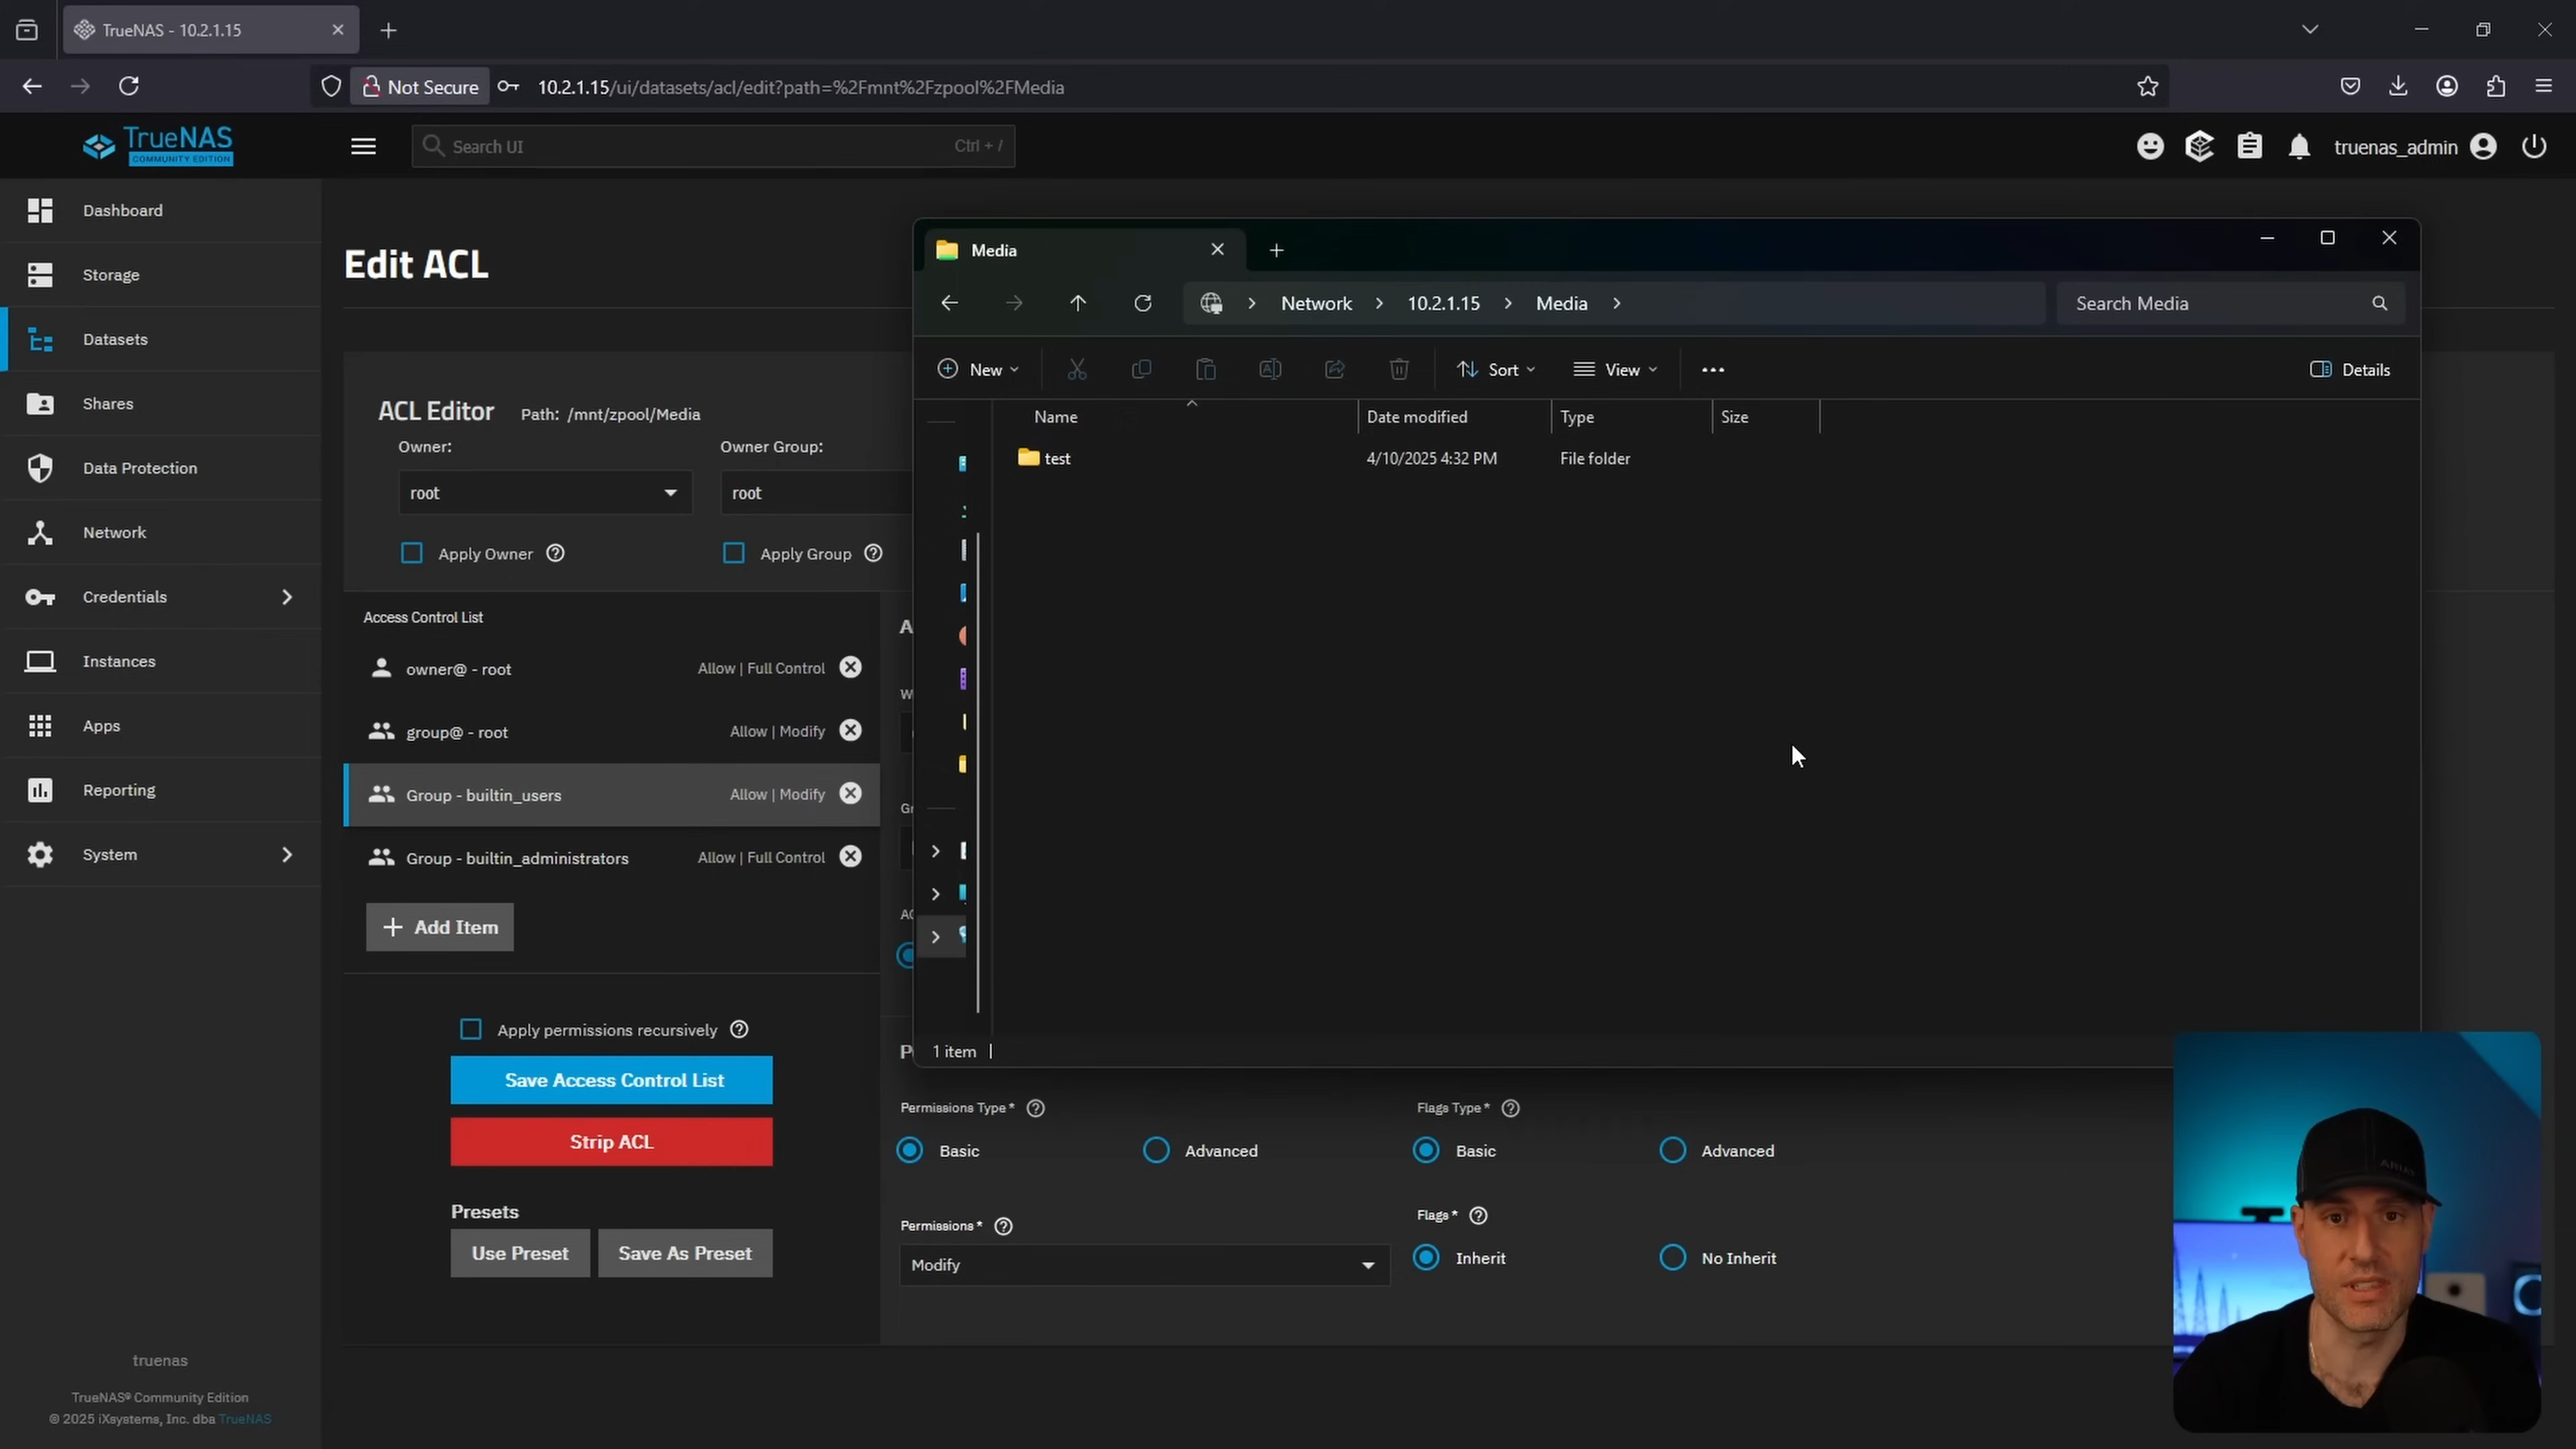 TrueNAS - 10.2.1.15
Not Secure
10.2.1.15/ui/datasets/acl/edit?path=%2Fmnt%2Fzpool%2FMedia
TrueNAS
COMMUNITY EDITION
Search UI
Ctrl + /
truenas_admin
Dashboard
Storage
Datasets
Shares
Data Protection
Network
Credentials
Instances
Apps
Reporting
System
truenas
TrueNAS® Community Edition
© 2025 iXsystems, Inc. dba TrueNAS
Edit ACL
ACL Editor
Path: /mnt/zpool/Media
Owner:
Owner Group:
root
root
Apply Owner
Apply Group
Access Control List
owner@ - root
Allow | Full Control
group@ - root
Allow | Modify
Group - builtin_users
Allow | Modify
Group - builtin_administrators
Allow | Full Control
Add Item
Apply permissions recursively
Save Access Control List
Strip ACL
Presets
Use Preset
Save As Preset
Media
Network
10.2.1.15
Media
Search Media
New
Sort
View
Details
Name
Date modified
Type
Size
test
4/10/2025 4:32 PM
File folder
1 item
Permissions Type *
Flags Type *
Basic
Advanced
Basic
Advanced
Permissions *
Flags *
Modify
Inherit
No Inherit
ARIAT